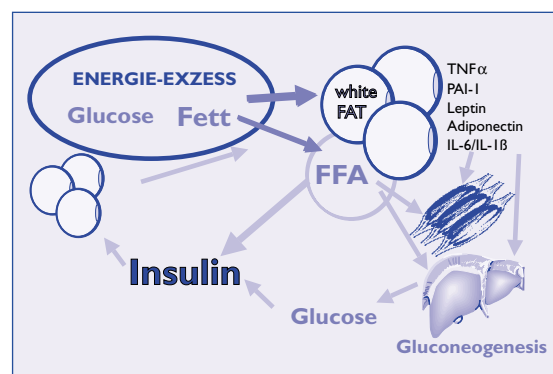 ENERGIE-EXZESS
Glucose Fett
white
FAT
TNFα
PAI-1
Leptin
Adiponectin
IL-6/IL-1ß
FFA
Insulin
Glucose
Gluconeogenesis